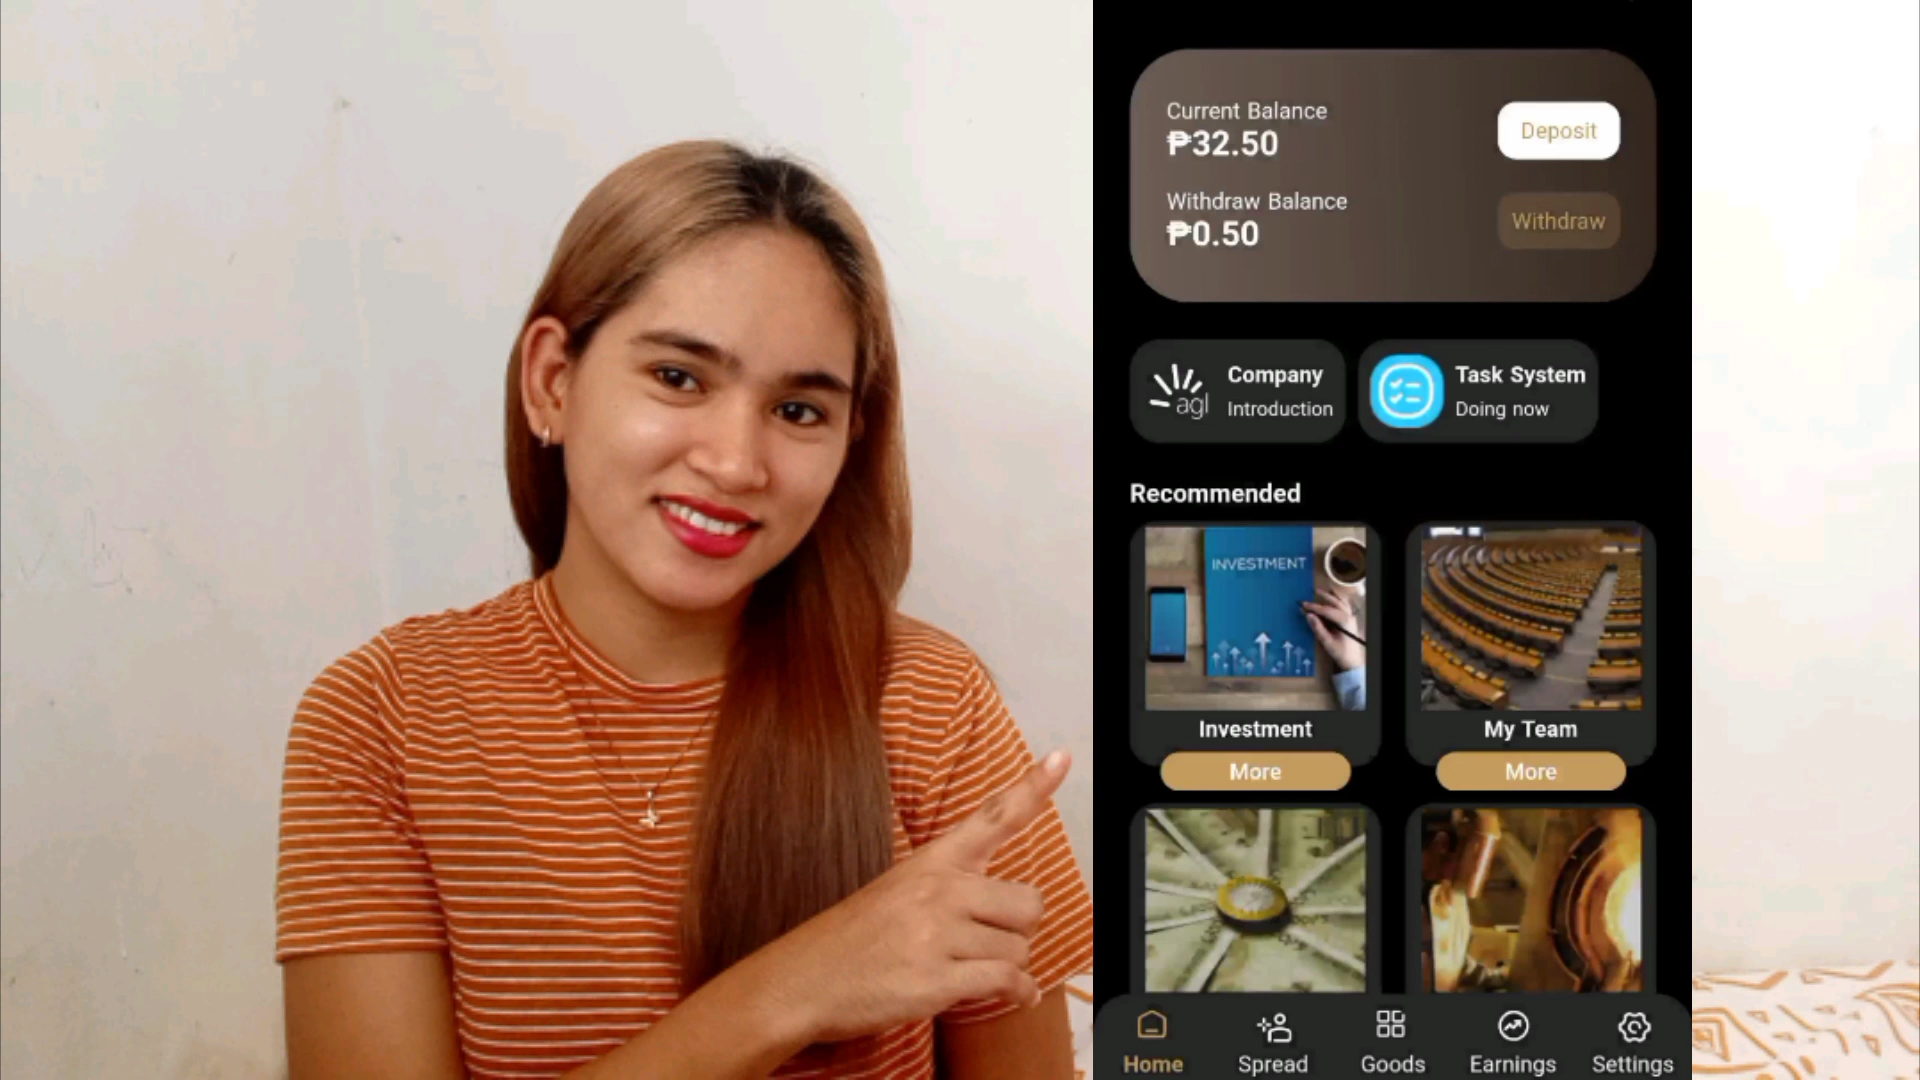 Current Balance
₱32.50
Deposit
Withdraw Balance
₱0.50
Withdraw
agl
Company
Introduction
Task System
Doing now
Recommended
INVESTMENT
Investment
More
My Team
More
Home
Spread
Goods
Earnings
Settings